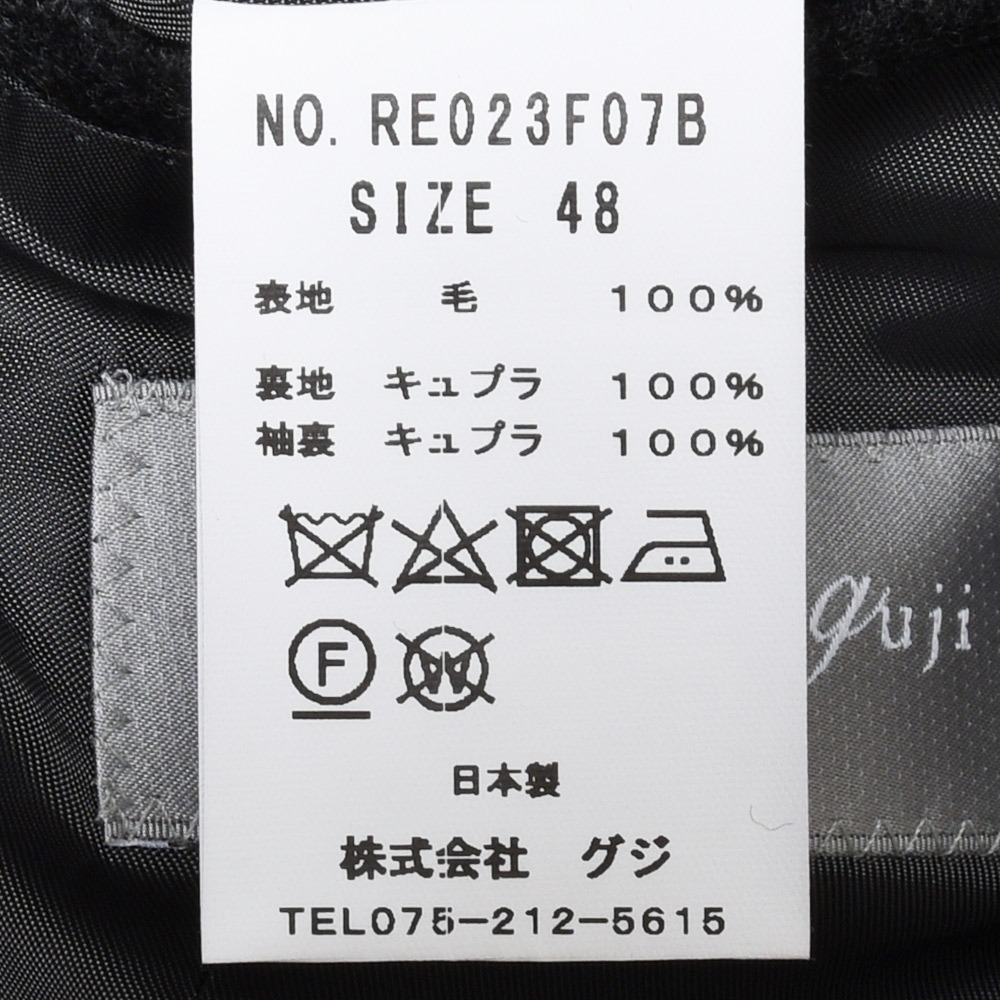 NO. RE023F07B
SIZE 48
表地 毛 100%
裏地 キュプラ 100%
袖裏 キュプラ 100%
F
W
日本製
株式会社 グジ
TEL075-212-5615
guji